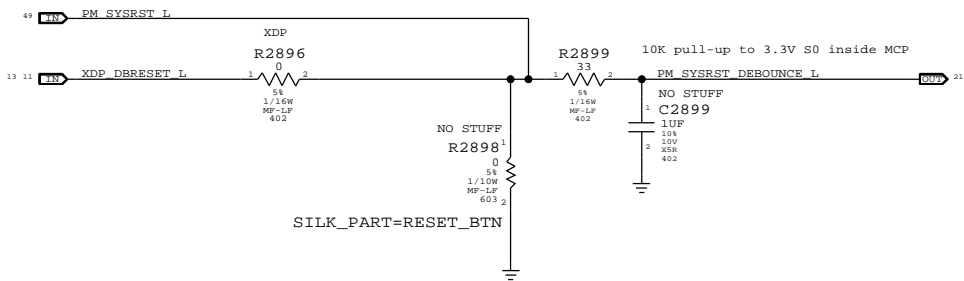 49 IN PM_SYSRST_L
XDP
R2896
0
13 11 IN XDP_DBRESET_L
1 2
5%
1/16W
MF-LF
402
R2899
33
1 2
5%
1/16W
MF-LF
402
10K pull-up to 3.3V S0 inside MCP
PM_SYSRST_DEBOUNCE_L
OUT 21
NO STUFF
C2899
1
1UF
10%
10V
2
X5R
402
NO STUFF
R2898
1
0
5%
1/10W
MF-LF
603
2
SILK_PART=RESET_BTN